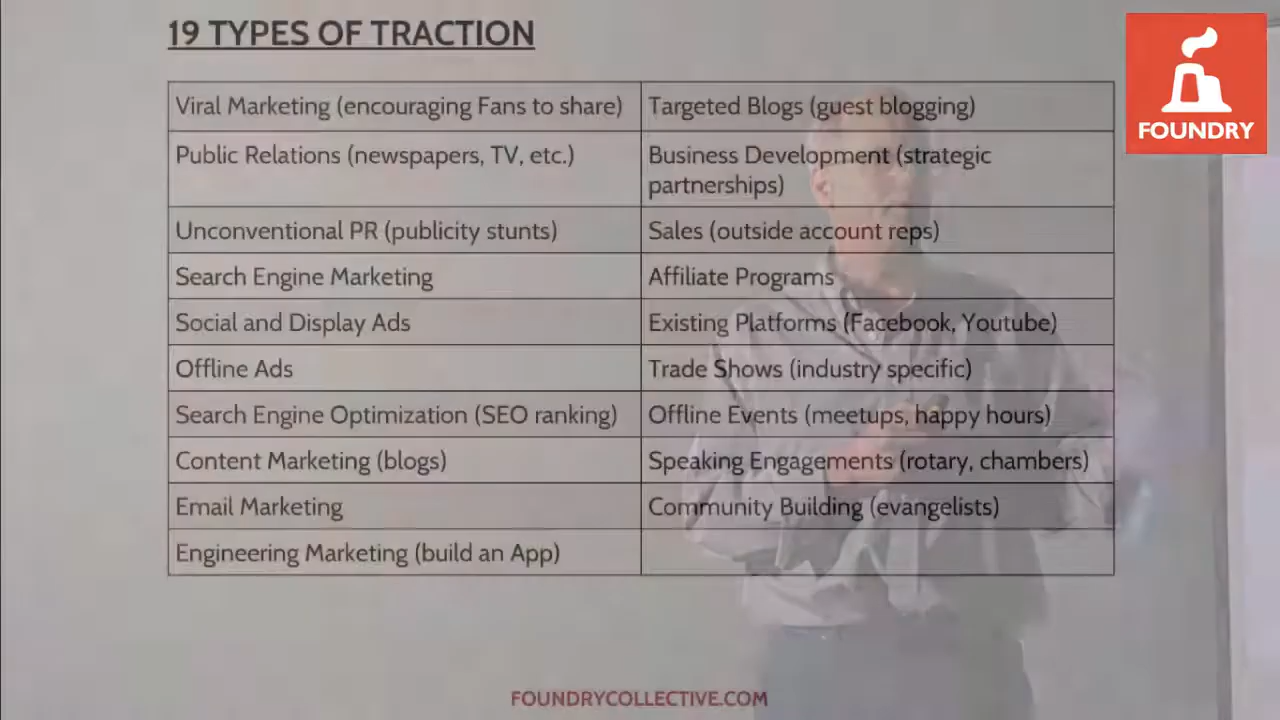 19 TYPES OF TRACTION
FOUNDRY
Viral Marketing (encouraging Fans to share)
Targeted Blogs (guest blogging)
Public Relations (newspapers, TV, etc.)
Business Development (strategic
partnerships)
Unconventional PR (publicity stunts)
Sales (outside account reps)
Search Engine Marketing
Affiliate Programs
Social and Display Ads
Existing Platforms (Facebook, Youtube)
Offline Ads
Trade Shows (industry specific)
Search Engine Optimization (SEO ranking)
Offline Events (meetups, happy hours)
Content Marketing (blogs)
Speaking Engagements (rotary, chambers)
Email Marketing
Community Building (evangelists)
Engineering Marketing (build an App)
FOUNDRYCOLLECTIVE.COM